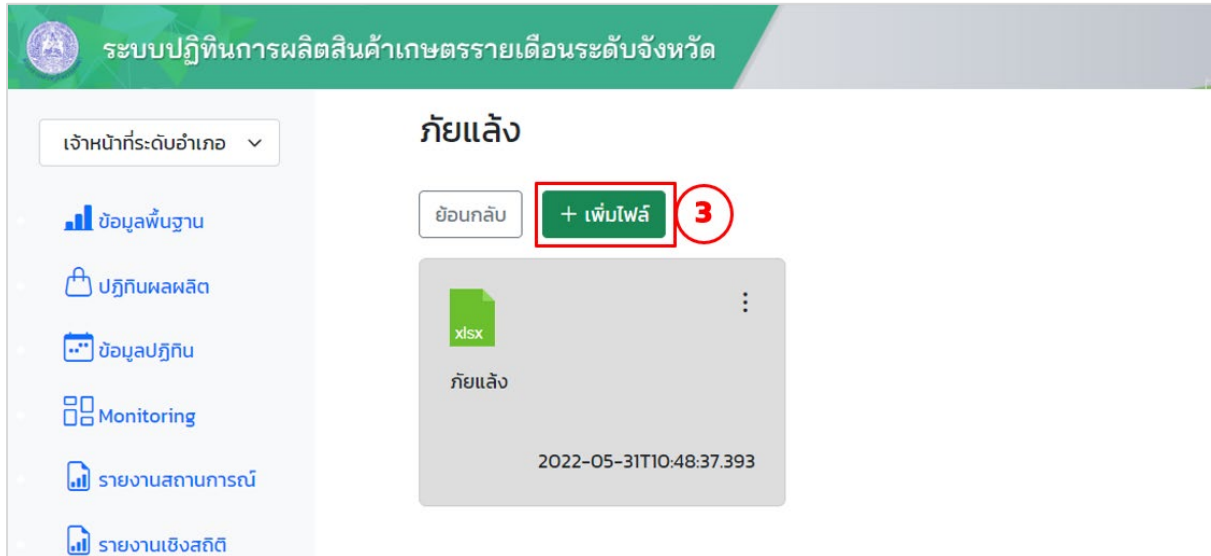 ระบบปฏิทินการผลิตสินค้าเกษตรรายเดือนระดับจังหวัด
เจ้าหน้าที่ระดับอำเภอ
ข้อมูลพื้นฐาน
ปฏิทินผลผลิต
ข้อมูลปฏิทิน
Monitoring
รายงานสถานการณ์
รายงานเชิงสถิติ
ภัยแล้ง
ย้อนกลับ + เพิ่มไฟล์ 3
xlsx
ภัยแล้ง
2022-05-31T10:48:37.393